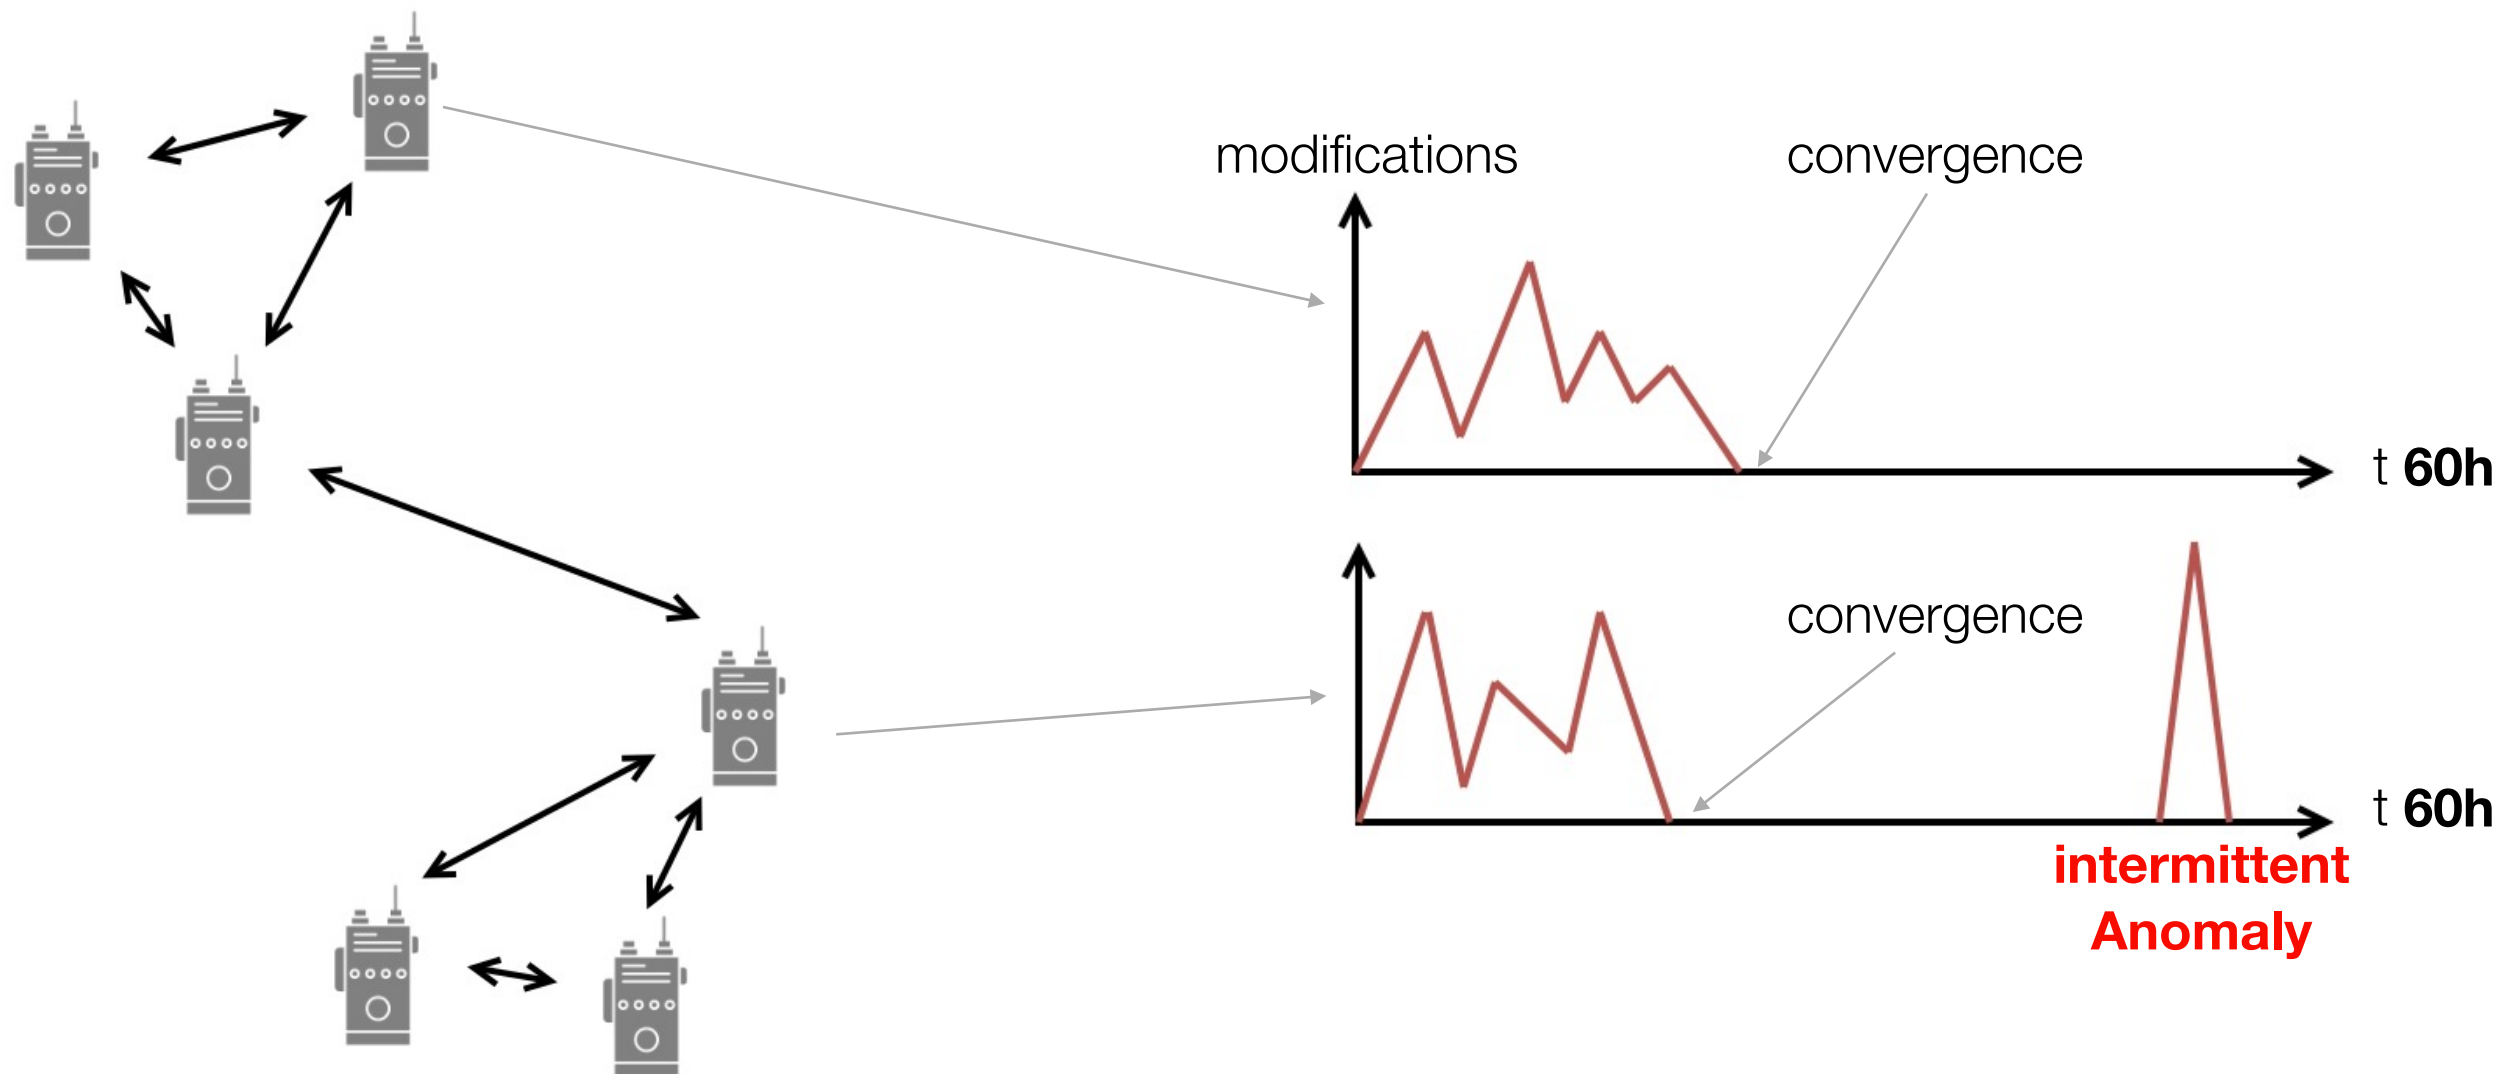 modifications
convergence
t 60h
convergence
t 60h
intermittent
Anomaly